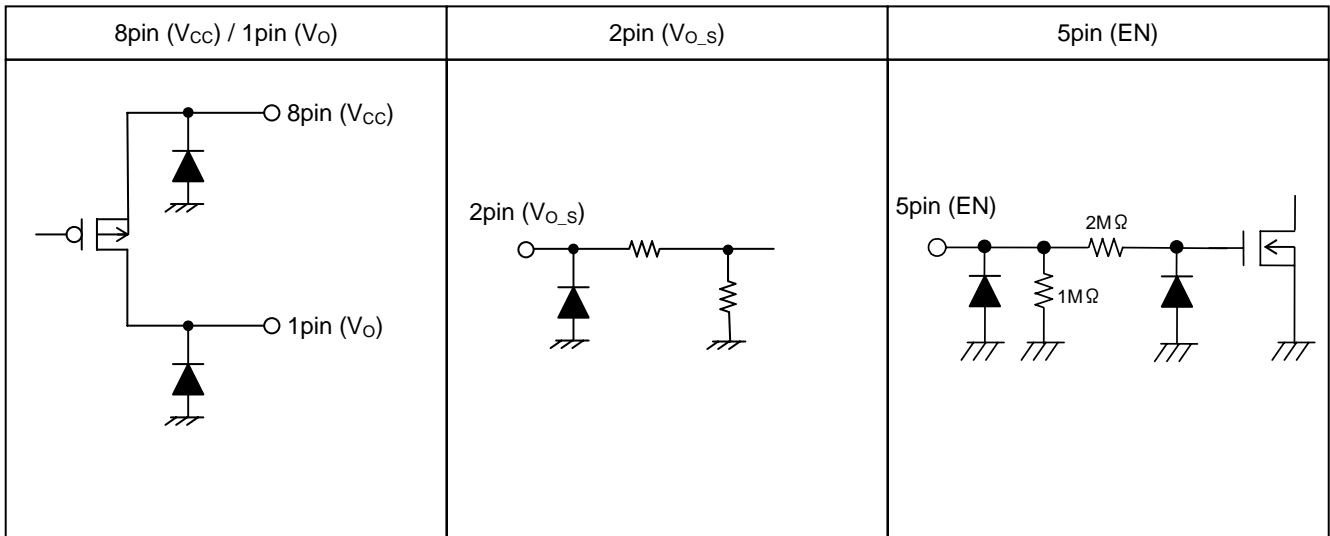 8pin (VCC) / 1pin (VO)
2pin (VO_S)
5pin (EN)
8pin (VCC)
1pin (VO)
2pin (VO_S)
5pin (EN)
2MΩ
1MΩ